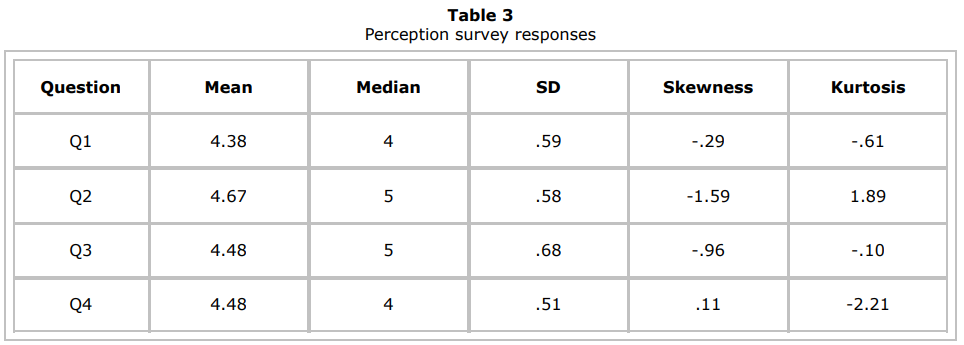 Table 3
Perception survey responses
Question Mean Median SD Skewness Kurtosis
Q1 4.38 4 .59 -.29 -.61
Q2 4.67 5 .58 -1.59 1.89
Q3 4.48 5 .68 -.96 -.10
Q4 4.48 4 .51 .11 -2.21